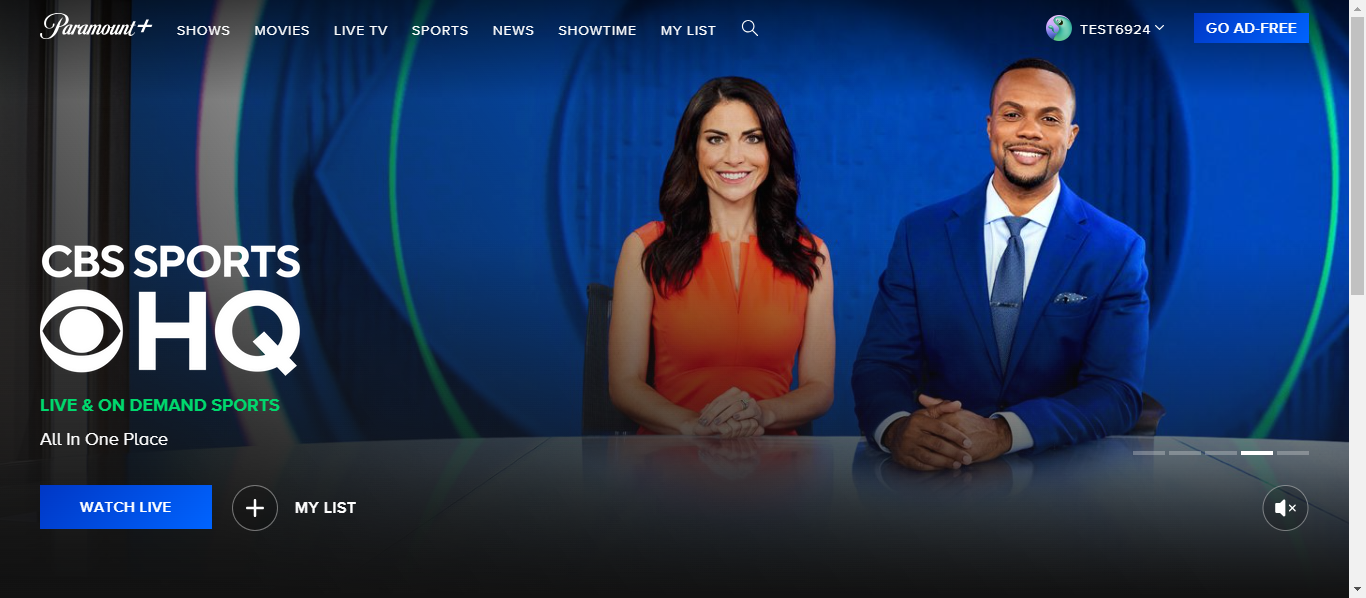 Paramount+ SHOWS MOVIES LIVE TV SPORTS NEWS SHOWTIME MY LIST TEST6924 GO AD-FREE
CBS SPORTS
HQ
LIVE & ON DEMAND SPORTS
All In One Place
WATCH LIVE MY LIST